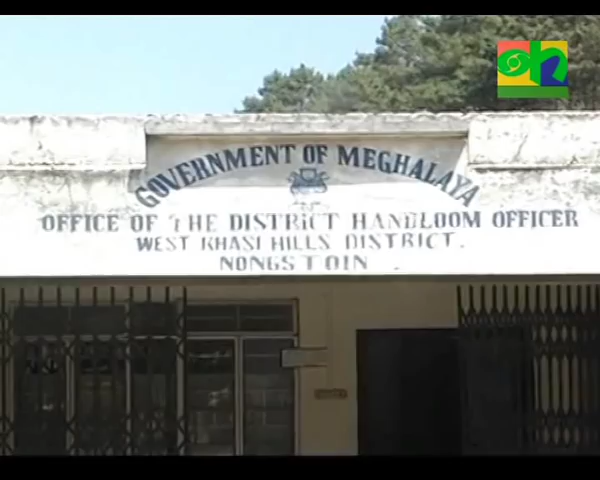 GOVERNMENT OF MEGHALAYA
OFFICE OF THE DISTRICT HANDLOOM OFFICER
WEST KHASI HILLS DISTRICT.
NONGSTOIN